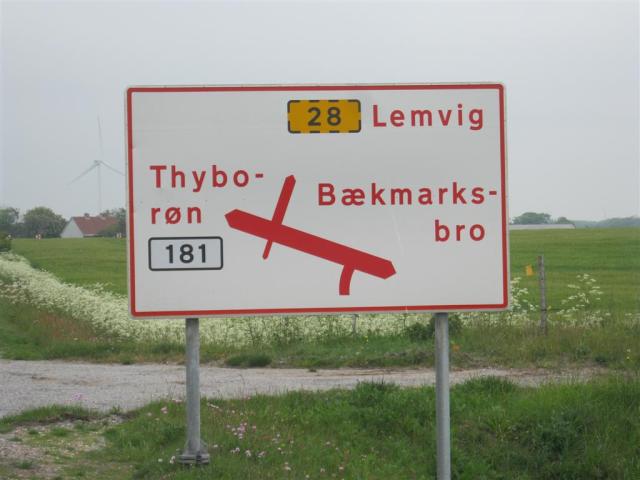 28 Lemvig
Thybo-
røn
181
Bækmarks-
bro